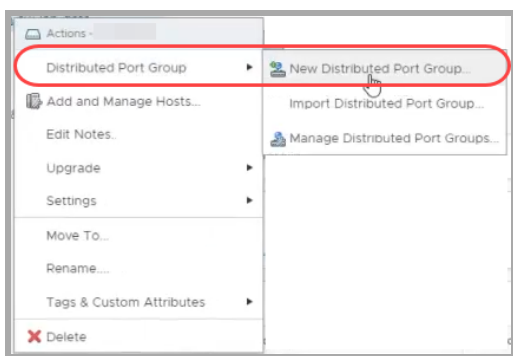 Actions -
Distributed Port Group
New Distributed Port Group...
Add and Manage Hosts...
Import Distributed Port Group...
Edit Notes..
Manage Distributed Port Groups...
Upgrade
Settings
Move To...
Rename....
Tags & Custom Attributes
Delete